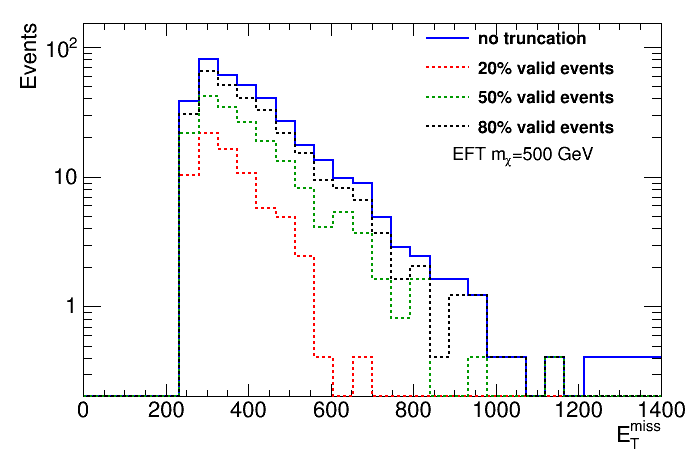 Events
10²
10
1
no truncation
20% valid events
50% valid events
80% valid events
EFT mχ=500 GeV
0 200 400 600 800 1000 1200 1400
E_T^miss